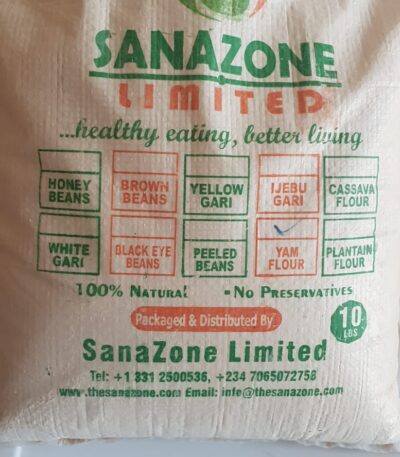 SANAZONE
LIMITED
...healthy eating, better living
HONEY BEANS
BROWN BEANS
YELLOW GARI
IJEBU GARI
CASSAVA FLOUR
WHITE GARI
BLACK EYE BEANS
PEELED BEANS
YAM FLOUR
PLANTAIN FLOUR
100% NATURAL ▪ NO PRESERVATIVES
Packaged & Distributed By
10 LBS
SanaZone Limited
Tel: +1 831 2500536, +234 7065072758
www.thesanazone.com Email: info@thesanazone.com